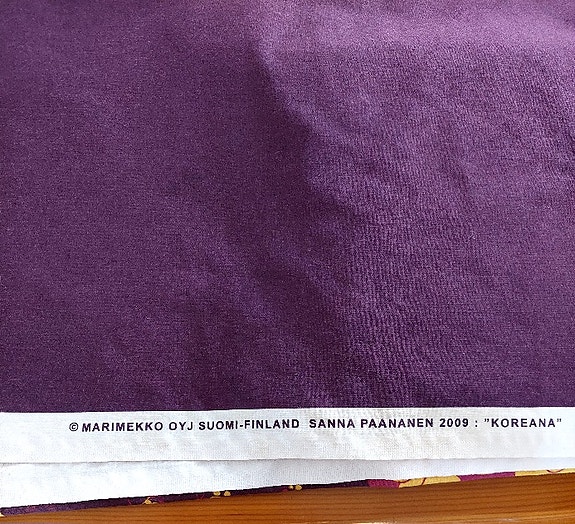 © MARIMEKKO OYJ SUOMI-FINLAND SANNA PAANANEN 2009 : "KOREANA"